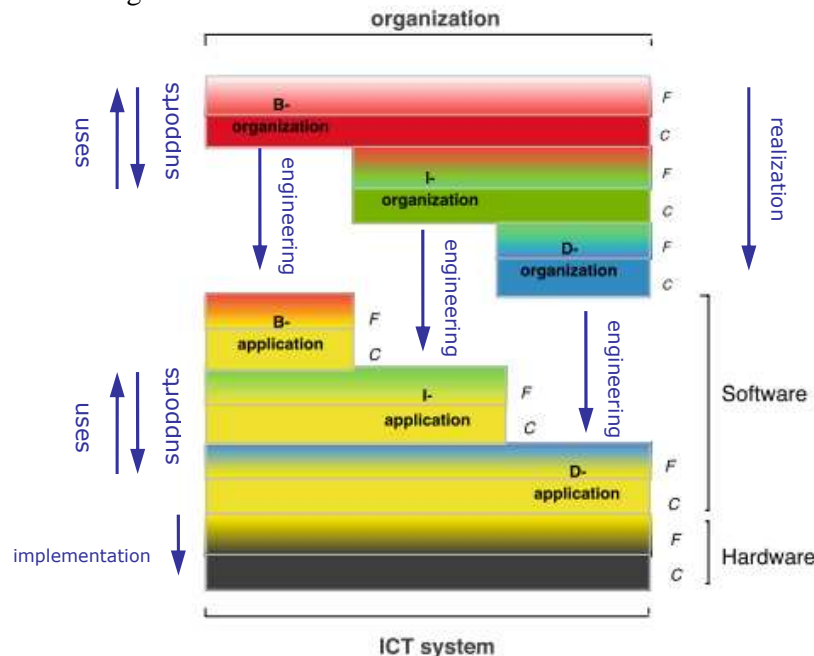 organization
B-
organization
F
C
uses
supports
realization
engineering
I-
organization
F
C
engineering
D-
organization
F
C
engineering
B-
application
F
C
I-
application
F
C
uses
supports
D-
application
F
C
Software
implementation
F
C
Hardware
ICT system